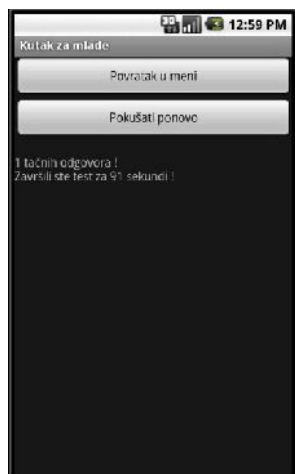 12:59 PM
Kutak za mlade
Povratak u meni
Pokušati ponovo
1 tačnih odgovora !
Završili ste test za 91 sekundi !